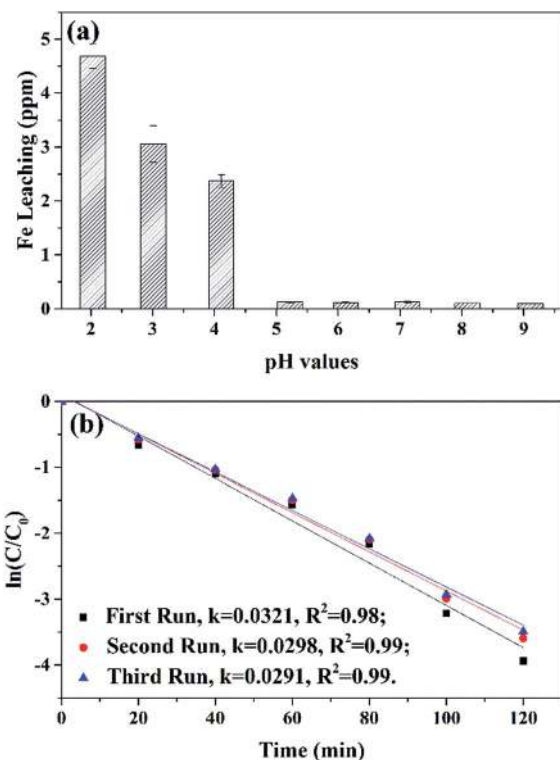 (a)
Fe Leaching (ppm)
5
4
3
2
1
0
2 3 4 5 6 7 8 9
pH values
(b)
ln(C/C0)
0
-1
-2
-3
-4
First Run, k=0.0321, R²=0.98;
Second Run, k=0.0298, R²=0.99;
Third Run, k=0.0291, R²=0.99.
0 20 40 60 80 100 120
Time (min)